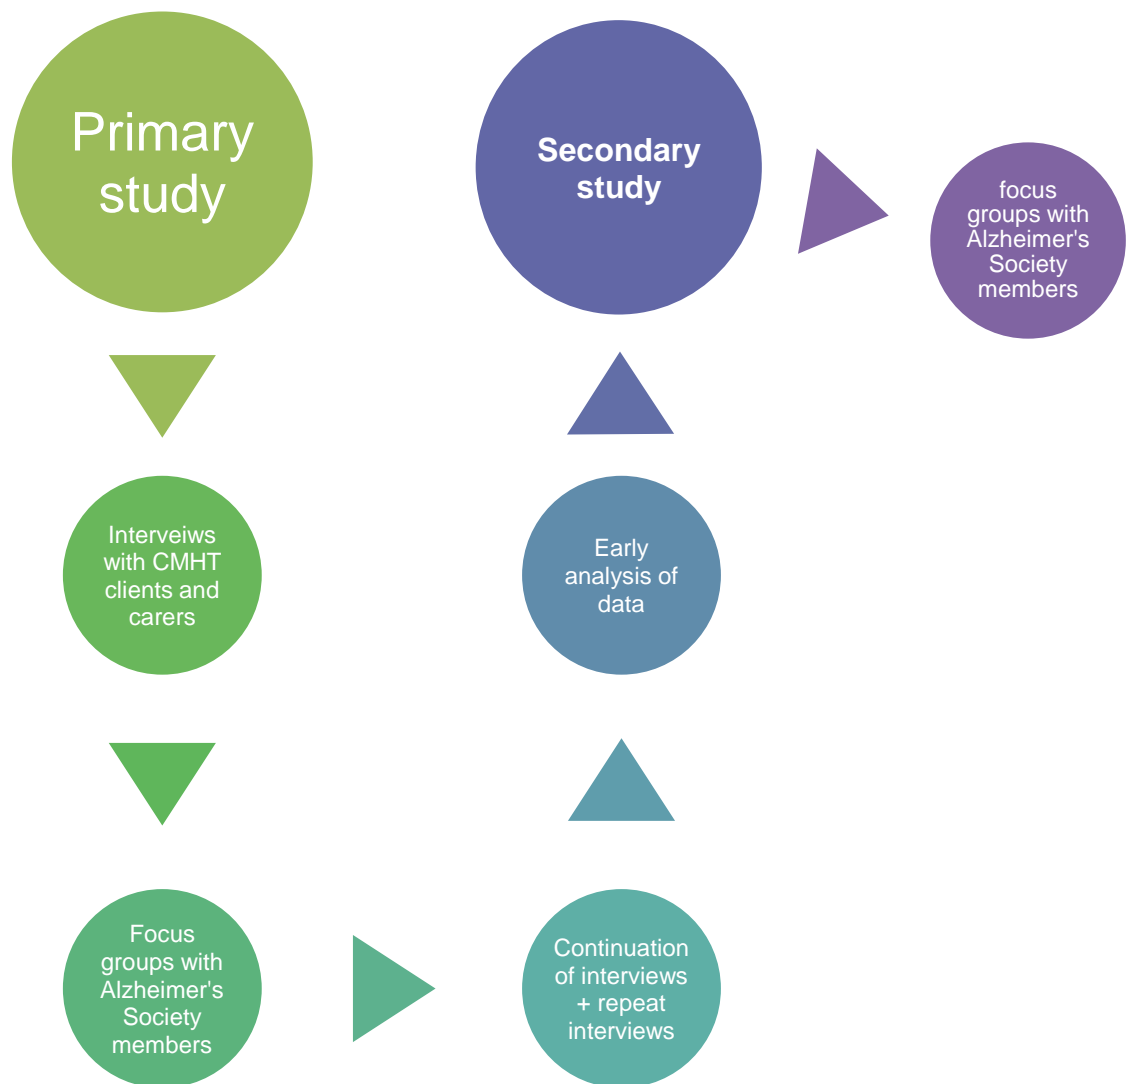 Primary
study
Interveiws
with CMHT
clients and
carers
Focus
groups with
Alzheimer's
Society
members
Continuation
of interviews
+ repeat
interviews
Early
analysis of
data
Secondary
study
focus
groups with
Alzheimer's
Society
members